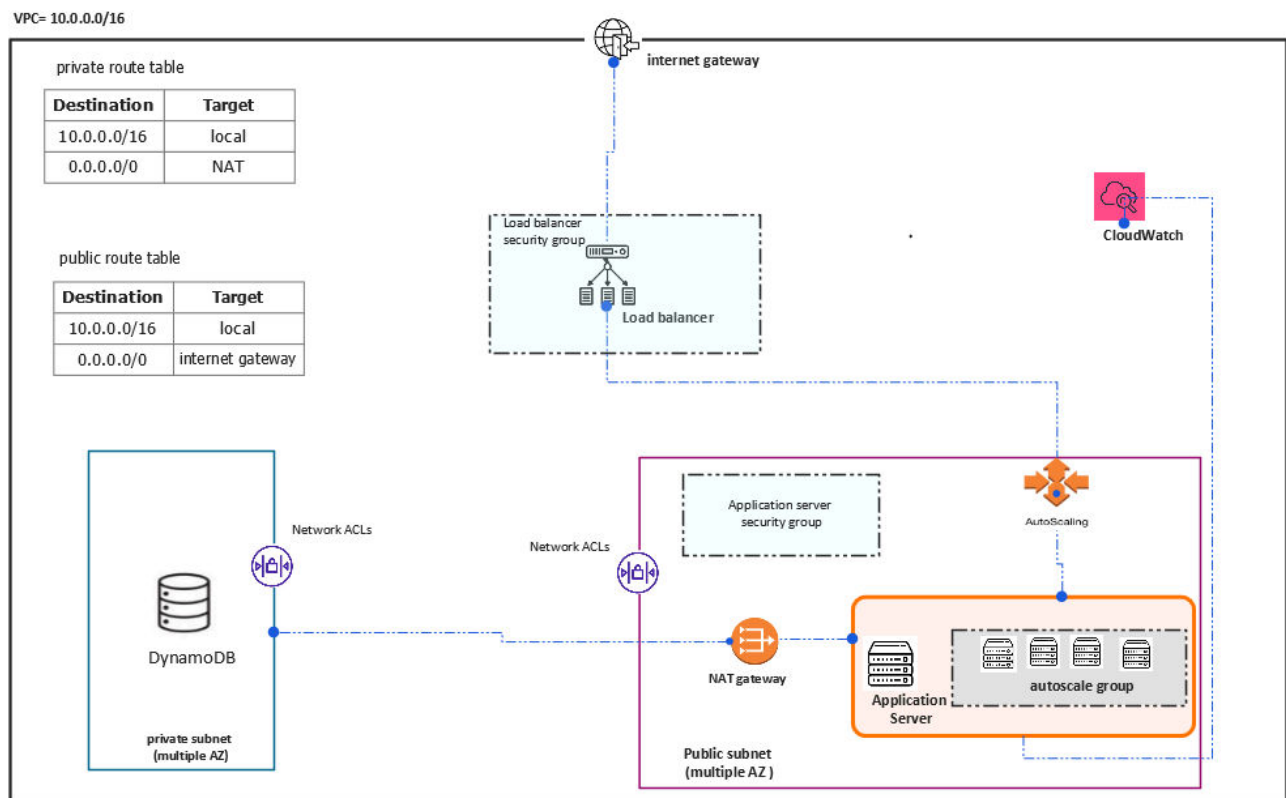 VPC= 10.0.0.0/16
internet gateway
private route table
Destination Target
10.0.0.0/16 local
0.0.0.0/0 NAT
Load balancer
security group
Load balancer
CloudWatch
public route table
Destination Target
10.0.0.0/16 local
0.0.0.0/0 internet gateway
Network ACLs
DynamoDB
private subnet
(multiple AZ)
Network ACLs
Application server
security group
AutoScaling
NAT gateway
Application
Server
autoscale group
Public subnet
(multiple AZ )